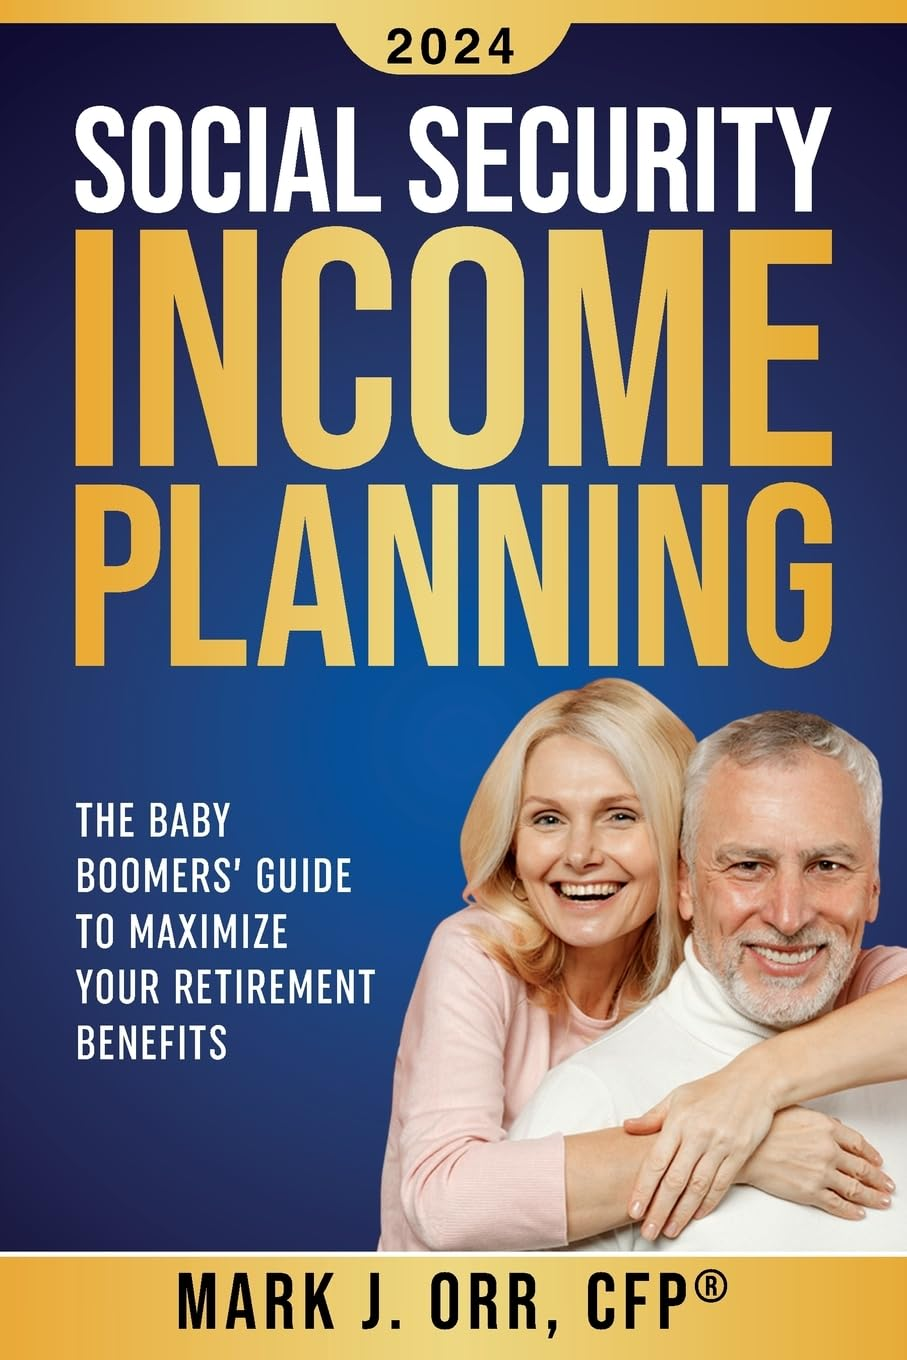 2024
SOCIAL SECURITY
INCOME
PLANNING
THE BABY
BOOMERS' GUIDE
TO MAXIMIZE
YOUR RETIREMENT
BENEFITS
MARK J. ORR, CFP®